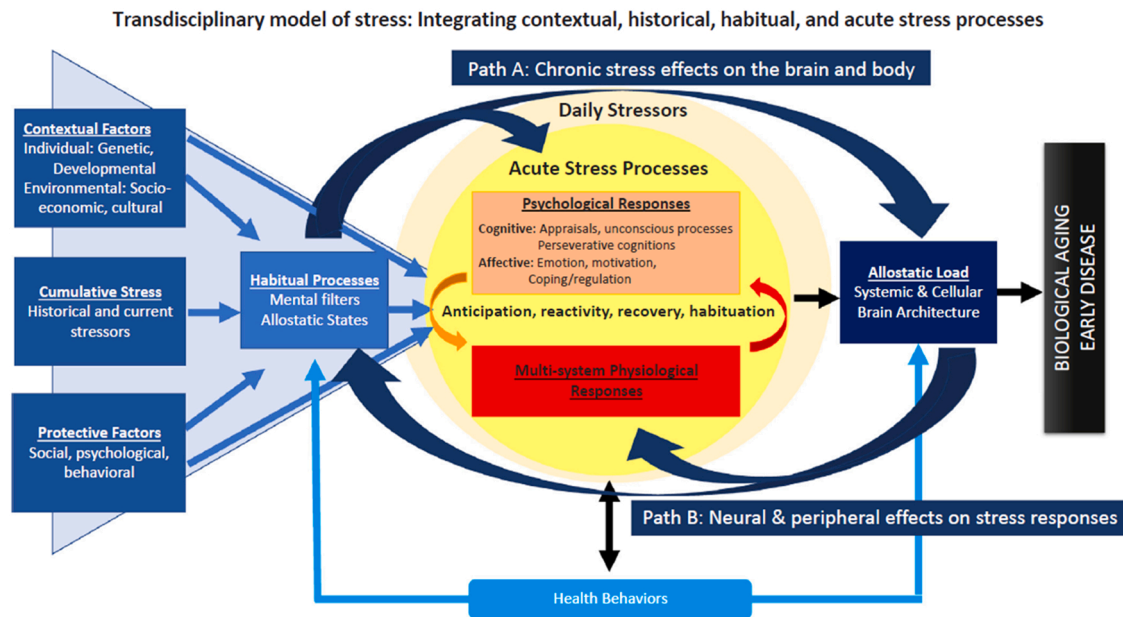 Transdisciplinary model of stress: Integrating contextual, historical, habitual, and acute stress processes
Path A: Chronic stress effects on the brain and body
Daily Stressors
Contextual Factors
Individual: Genetic,
Developmental
Environmental: Socio-
economic, cultural
Acute Stress Processes
Psychological Responses
Cognitive: Appraisals, unconscious processes
Perseverative cognitions
Affective: Emotion, motivation,
Coping/regulation
Habitual Processes
Mental filters
Allostatic States
Cumulative Stress
Historical and current
stressors
Anticipation, reactivity, recovery, habituation
Allostatic Load
Systemic & Cellular
Brain Architecture
BIOLOGICAL AGING
EARLY DISEASE
Multi-system Physiological
Responses
Protective Factors
Social, psychological,
behavioral
Path B: Neural & peripheral effects on stress responses
Health Behaviors